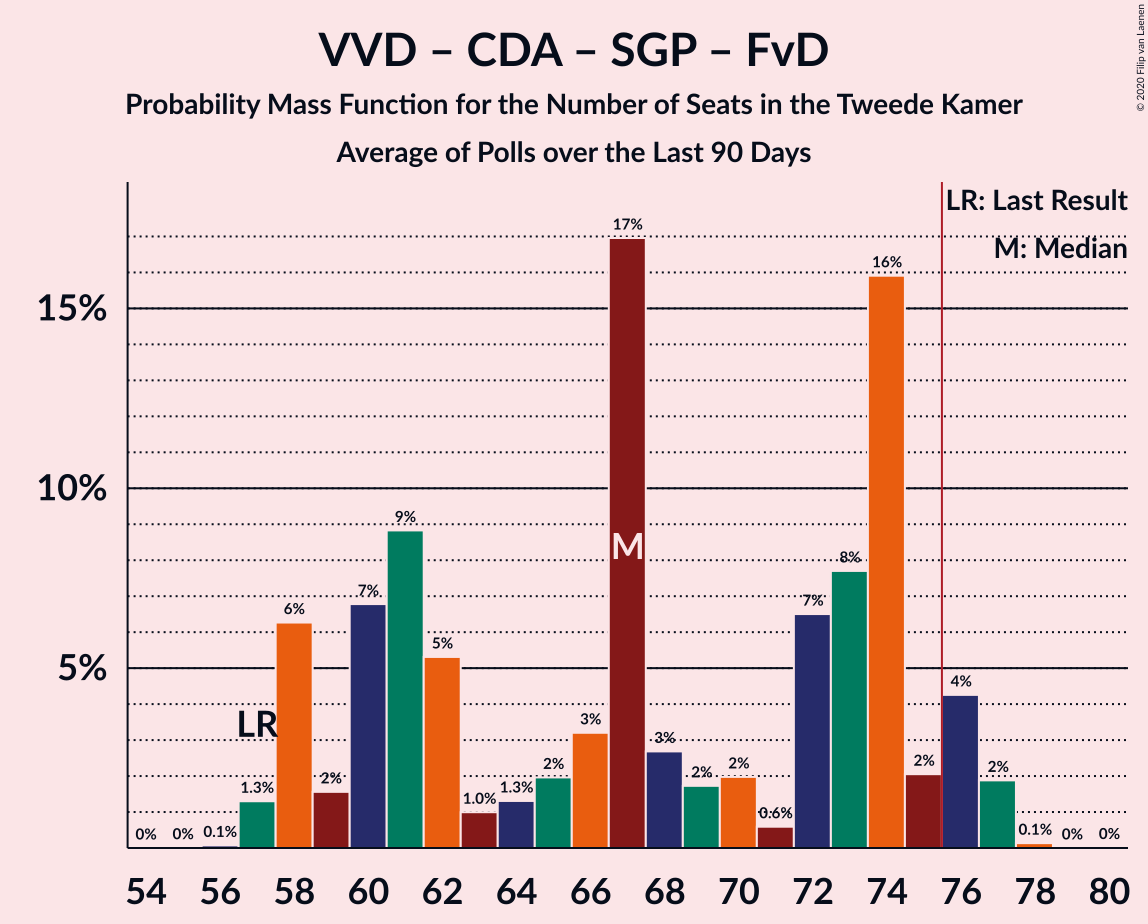 VVD – CDA – SGP – FvD
Probability Mass Function for the Number of Seats in the Tweede Kamer
Average of Polls over the Last 90 Days
© 2020 Filip van Laenen
LR: Last Result
M: Median
15%
10%
5%
0% 0% 0.1% 1.3% 6% 2% 7% 9% 5% 1.0% 1.3% 2% 3% 17% 3% 2% 2% 0.6% 7% 8% 16% 2% 4% 2% 0.1% 0% 0%
LR
M
54 56 58 60 62 64 66 68 70 72 74 76 78 80